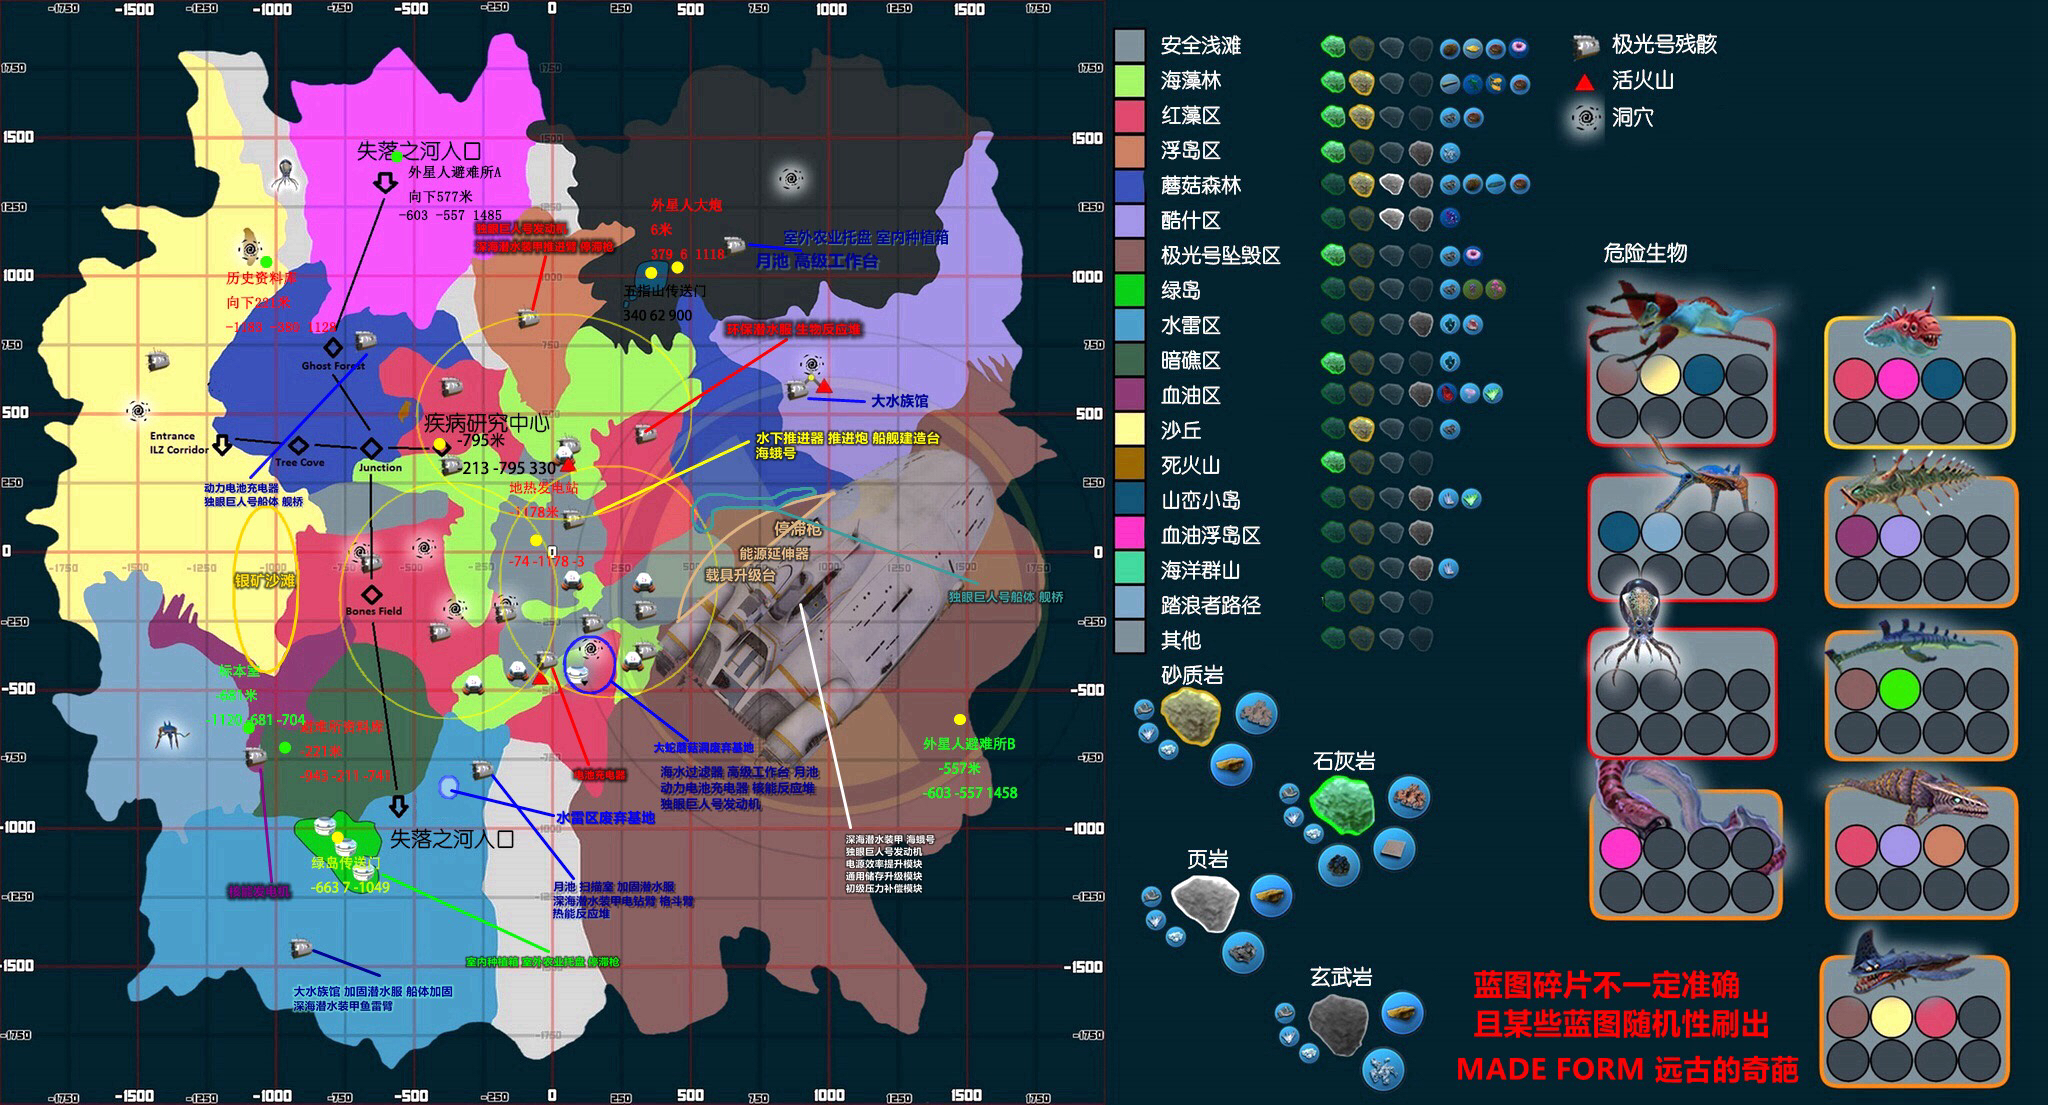 -1750 -1500 -1250 -1000 -750 -500 -250 0 250 500 750 1000 1250 1500 1750
1750
1500
1250
1000
750
500
250
0
-250
-500
-750
-1000
-1250
-1500
-1750
失落之河入口
外星人避难所A
向下577米
-603 -557 1485
独眼巨人号发动机
深海潜水装甲推进臂 停滞枪
外星人大炮
6米
379 6 1118
室外农业托盘 室内种植箱
月池 高级工作台
历史资料库
向下221米
五指山传送门
340 62 900
环保潜水服 生物反应堆
Ghost Forest
大水族馆
疾病研究中心
-795米
-213 -795 330
Entrance
ILZ Corridor
Tree Cove
Junction
水下推进器 推进炮 船舰建造台
海蛾号
动力电池充电器
独眼巨人号船体 舰桥
地热发电站
1178米
-74 -1178 -3
停滞枪
能源延伸器
载具升级台
银矿沙滩
独眼巨人号船体 舰桥
Bones Field
标本室
-681米
-1120 -681 -704
避难所资料库
-221米
-943 -211 -741
大蛇蘑菇洞废弃基地
海水过滤器 高级工作台 月池
动力电池充电器 核能反应堆
独眼巨人号发动机
电池充电器
外星人避难所B
-557米
-603 -557 1458
水雷区废弃基地
失落之河入口
深海潜水装甲 海蛾号
独眼巨人号发动机
电源效率提升模块
通用储存升级模块
初级压力补偿模块
绿岛传送门
-663 7 -1049
核能发电机
月池 扫描室 加固潜水服
深海潜水装甲电钻臂 格斗臂
热能反应堆
室内种植箱 室外农业托盘 停滞枪
大水族馆 加固潜水服 船体加固
深海潜水装甲鱼雷臂
-1750 -1500 -1250 -1000 -750 -500 -250 0 250 500 750 1000 1250 1500 1750
安全浅滩
海藻林
红藻区
浮岛区
蘑菇森林
酷什区
极光号坠毁区
绿岛
水雷区
暗礁区
血油区
沙丘
死火山
山峦小岛
血油浮岛区
海洋群山
踏浪者路径
其他
极光号残骸
活火山
洞穴
危险生物
砂质岩
石灰岩
页岩
玄武岩
蓝图碎片不一定准确
且某些蓝图随机性刷出
MADE FORM 远古的奇葩